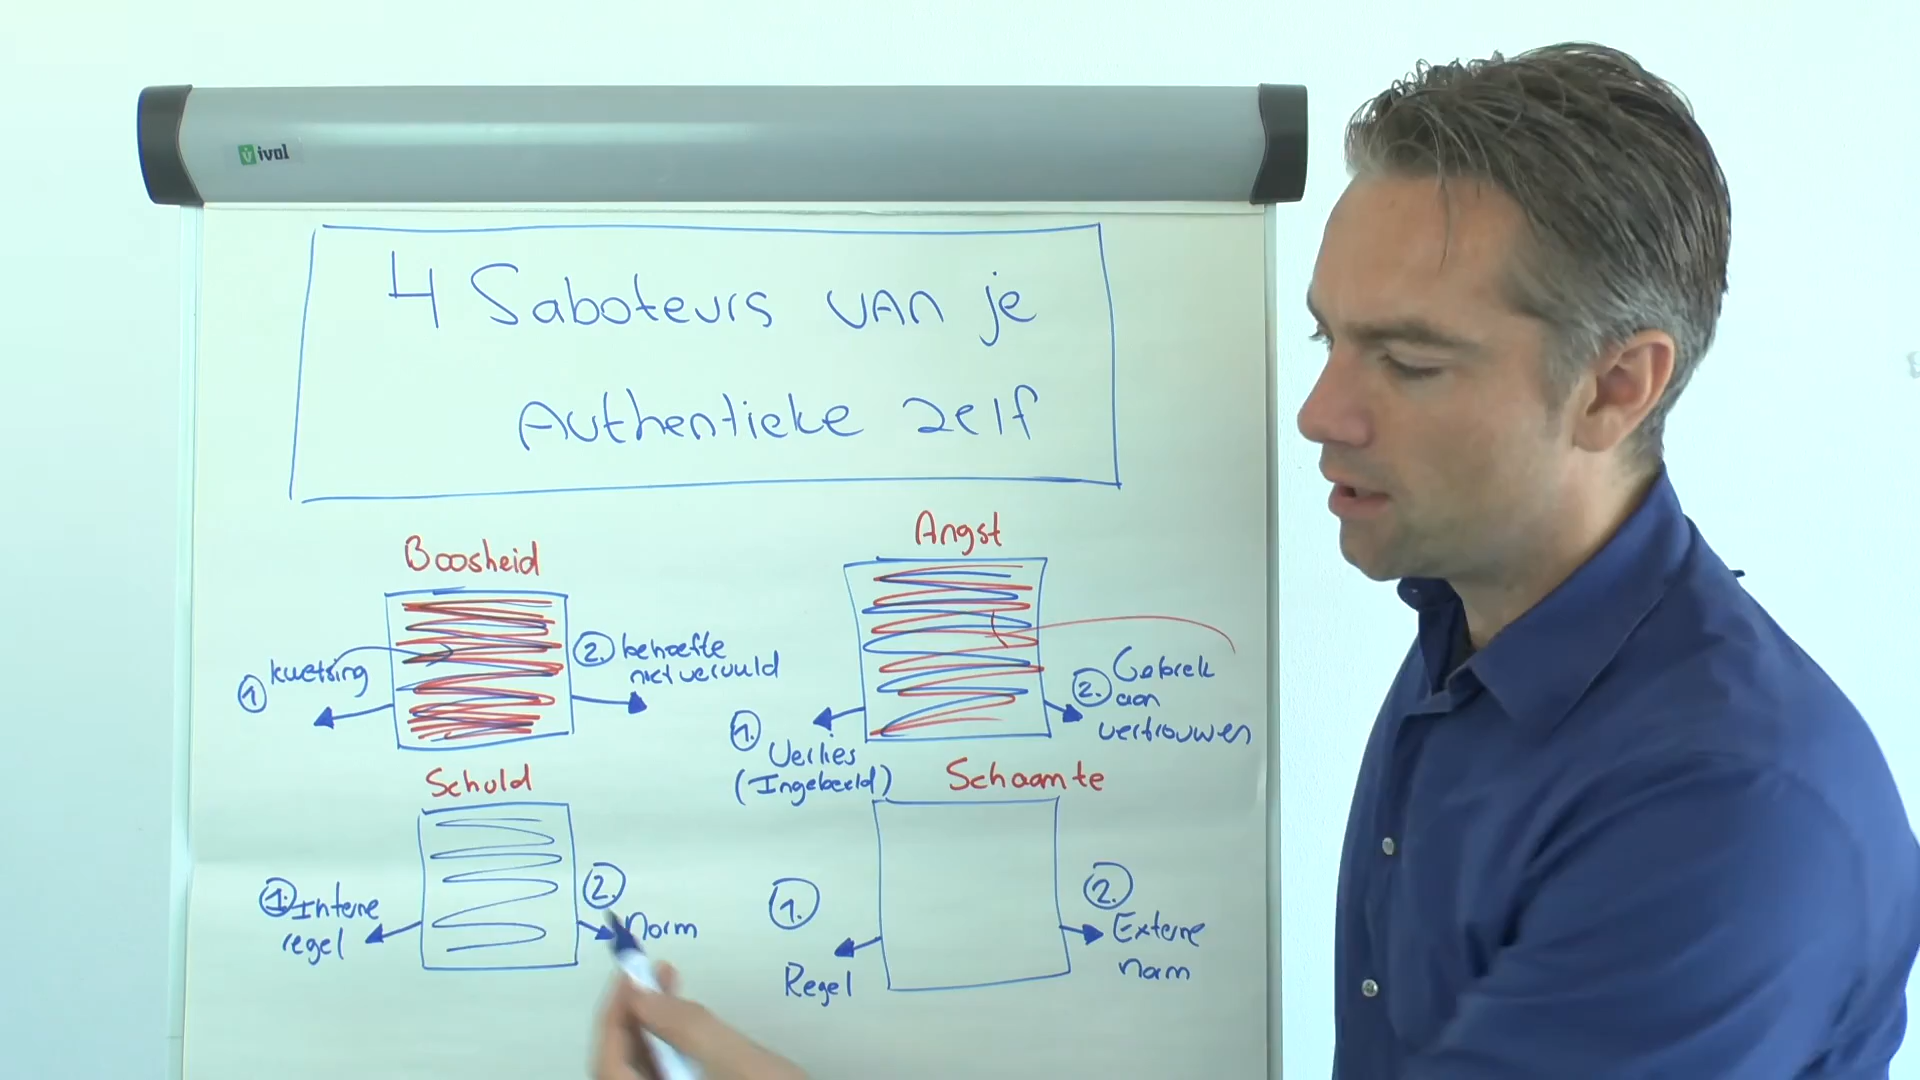 ivol
4 Saboteurs van je
Authentieke zelf
Boosheid
1 kwetsing
2. behoefte
niet vervuld
Angst
1. Verlies
(Ingebeeld)
2. Gebrek
aan
vertrouwen
Schuld
1. Interne
regel
2. Norm
Schaamte
1.
Regel
2.
Externe
norm